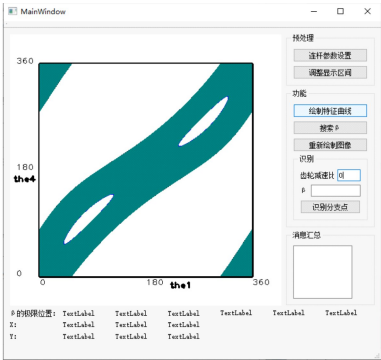 MainWindow
预处理
连杆参数设置
调整显示区间
功能
绘制特征曲线
搜索β
重新绘制图像
识别
齿轮减速比 0
β
识别分支点
消息汇总
360
180
the4
0
0 180 the1 360
β的极限位置: TextLabel TextLabel TextLabel TextLabel TextLabel TextLabel
X: TextLabel TextLabel TextLabel
Y: TextLabel TextLabel TextLabel